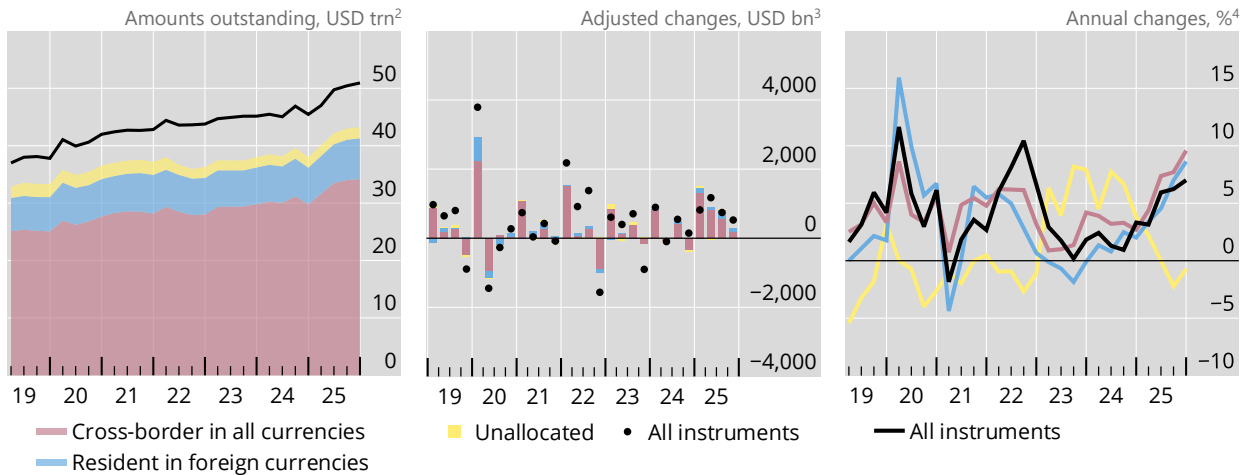 Amounts outstanding, USD trn2
50
40
30
20
10
0
19 20 21 22 23 24 25
Adjusted changes, USD bn3
4,000
2,000
0
−2,000
−4,000
19 20 21 22 23 24 25
Annual changes, %4
15
10
5
0
−5
−10
19 20 21 22 23 24 25
Cross-border in all currencies
Resident in foreign currencies
Unallocated
All instruments
All instruments